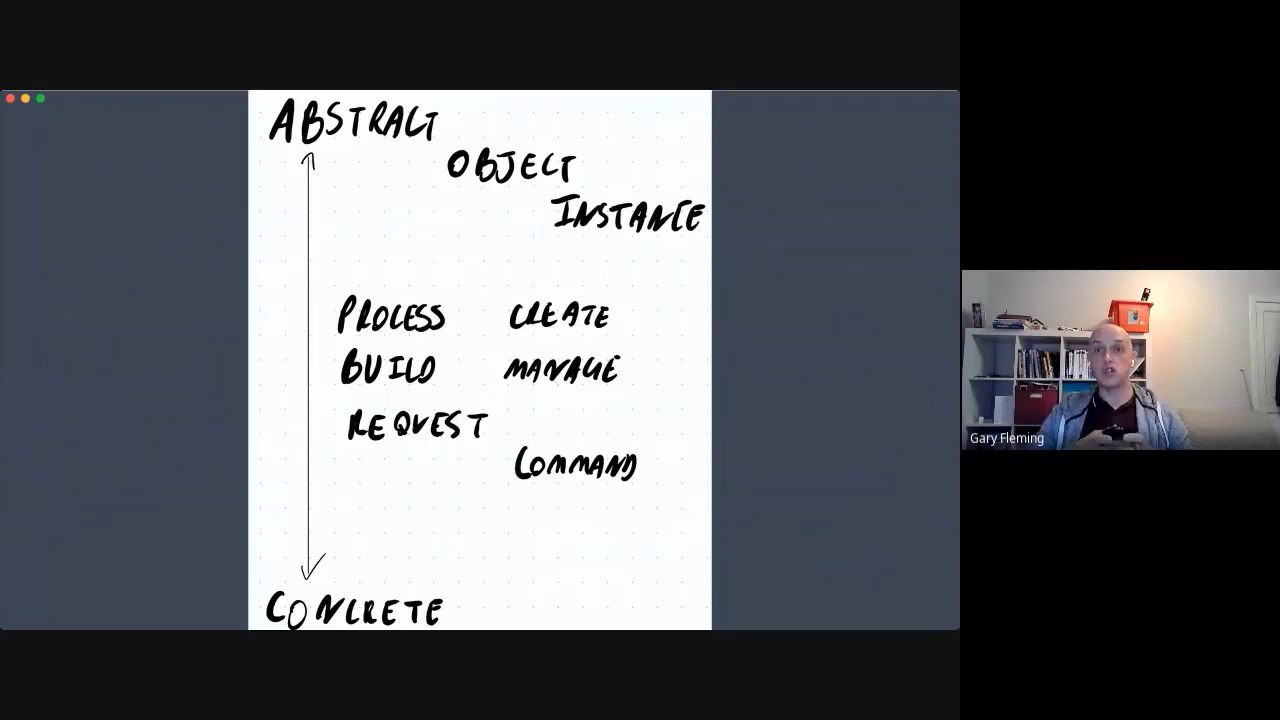 ABSTRACT
OBJECT
INSTANCE
PROCESS CREATE
BUILD MANAGE
REQUEST
COMMAND
CONCRETE
Gary Fleming